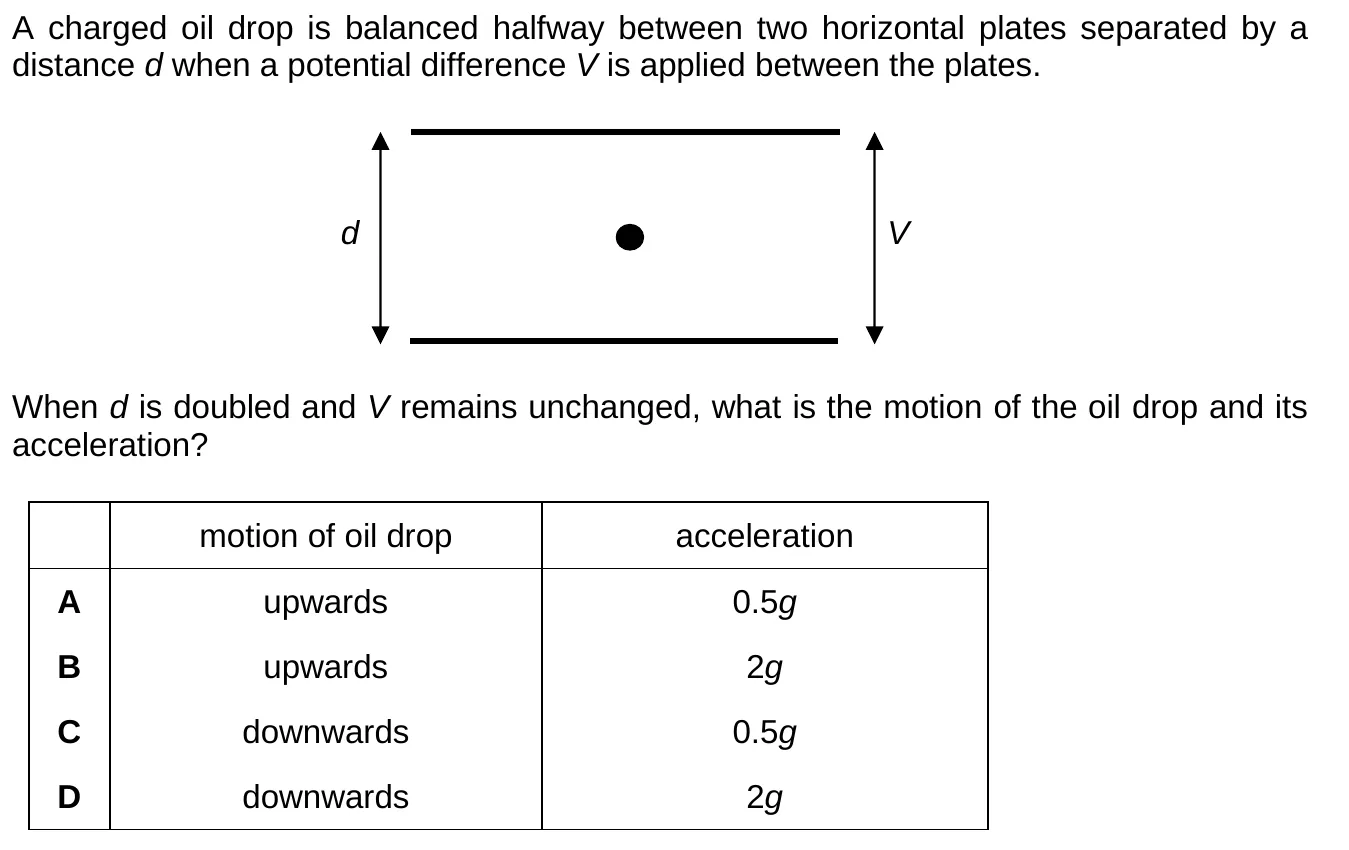 A charged oil drop is balanced halfway between two horizontal plates separated by a
distance d when a potential difference V is applied between the plates.
d
V
When d is doubled and V remains unchanged, what is the motion of the oil drop and its
acceleration?
motion of oil drop acceleration
A upwards 0.5g
B upwards 2g
C downwards 0.5g
D downwards 2g